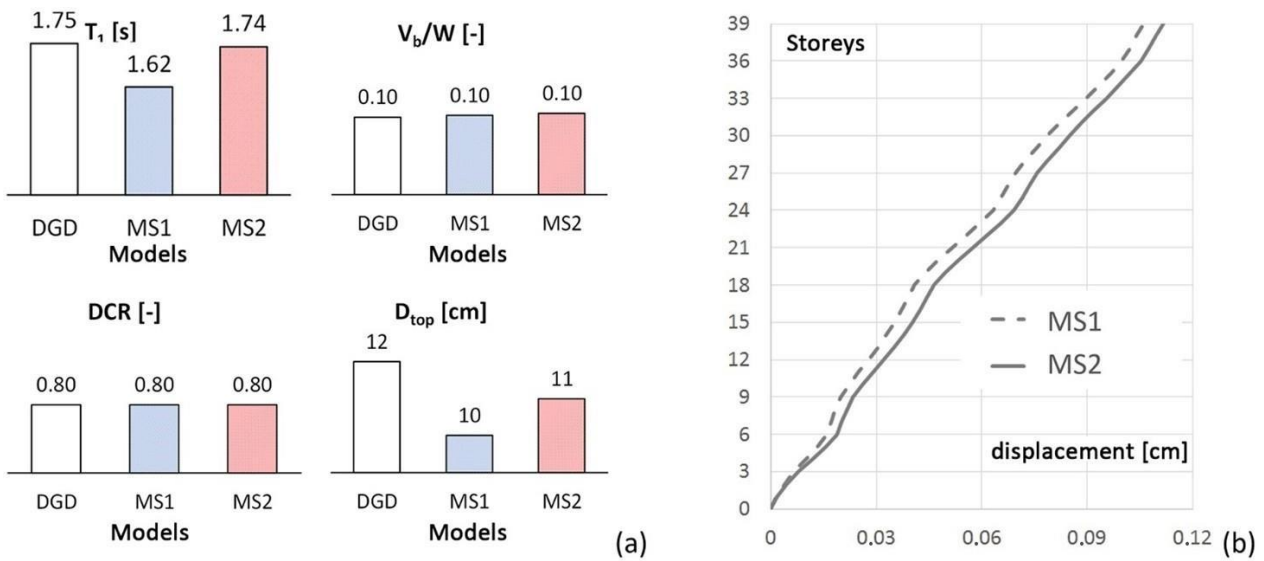 T1 [s]
1.75
1.62
1.74
DGD MS1 MS2
Models
Vb/W [-]
0.10 0.10 0.10
DGD MS1 MS2
Models
DCR [-]
0.80 0.80 0.80
DGD MS1 MS2
Models
Dtop [cm]
12
10
11
DGD MS1 MS2
Models
(a)
39
36
33
30
27
24
21
18
15
12
9
6
3
0
Storeys
MS1
MS2
displacement [cm]
0 0.03 0.06 0.09 0.12
(b)